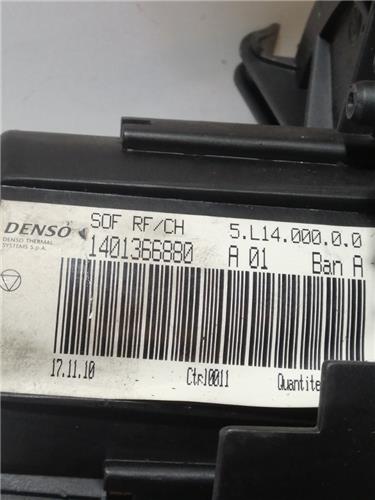 DENSO SOF RF/CH 5.L14.000.0.0
DENSO THERMAL
SYSTEMS S.p.A.
1401366880 A 01 Ban A
17.11.10 Ctrl0011 Quantite